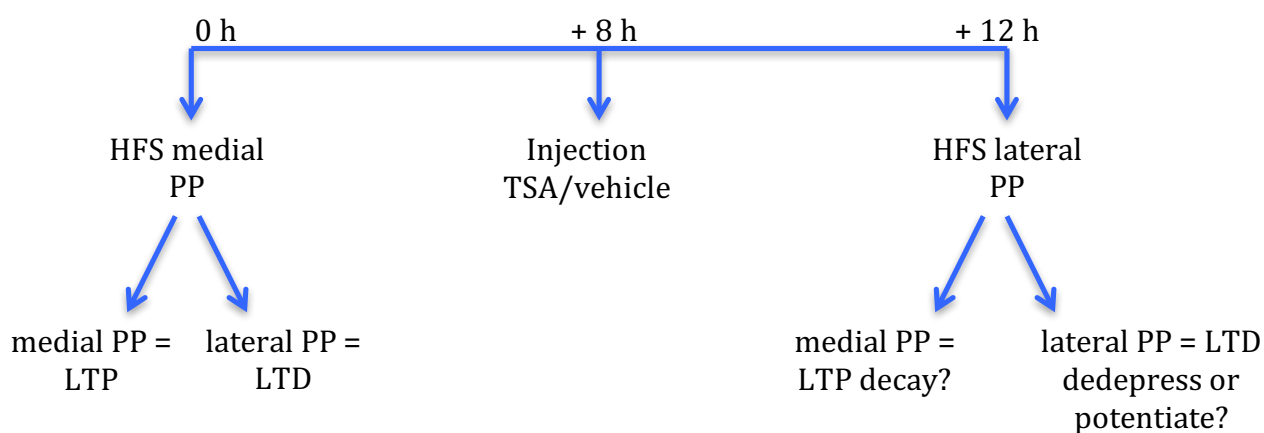 0 h
+ 8 h
+ 12 h
HFS medial
PP
Injection
TSA/vehicle
HFS lateral
PP
medial PP =
LTP
lateral PP =
LTD
medial PP =
LTP decay?
lateral PP = LTD
dedepress or
potentiate?